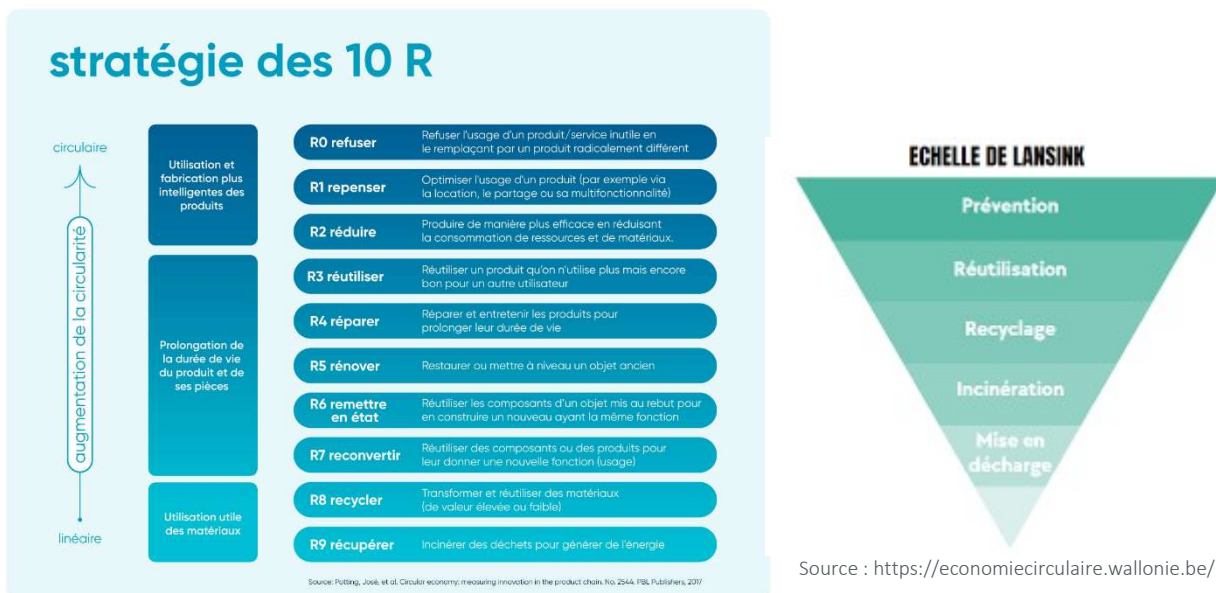 stratégie des 10 R
circulaire
augmentation de la circularité
linéaire
Utilisation et
fabrication plus
intelligentes des
produits
Prolongation de
la durée de vie
du produit et de
ses pièces
Utilisation utile
des matériaux
R0 refuser
Refuser l'usage d'un produit/service inutile en
le remplaçant par un produit radicalement différent
R1 repenser
Optimiser l'usage d'un produit (par exemple via
la location, le partage ou sa multifonctionnalité)
R2 réduire
Produire de manière plus efficace en réduisant
la consommation de ressources et de matériaux.
R3 réutiliser
Réutiliser un produit qu'on n'utilise plus mais encore
bon pour un autre utilisateur
R4 réparer
Réparer et entretenir les produits pour
prolonger leur durée de vie
R5 rénover
Restaurer ou mettre à niveau un objet ancien
R6 remettre
en état
Réutiliser les composants d'un objet mis au rebut pour
en construire un nouveau ayant la même fonction
R7 reconvertir
Réutiliser des composants ou des produits pour
leur donner une nouvelle fonction (usage)
R8 recycler
Transformer et réutiliser des matériaux
(de valeur élevée ou faible)
R9 récupérer
Incinérer des déchets pour générer de l'énergie
Source: Potting, José, et al. Circular economy: measuring innovation in the product chain. No. 2544. PBL Publishers, 2017
ECHELLE DE LANSINK
Prévention
Réutilisation
Recyclage
Incinération
Mise en
décharge
Source : https://economiecirculaire.wallonie.be/